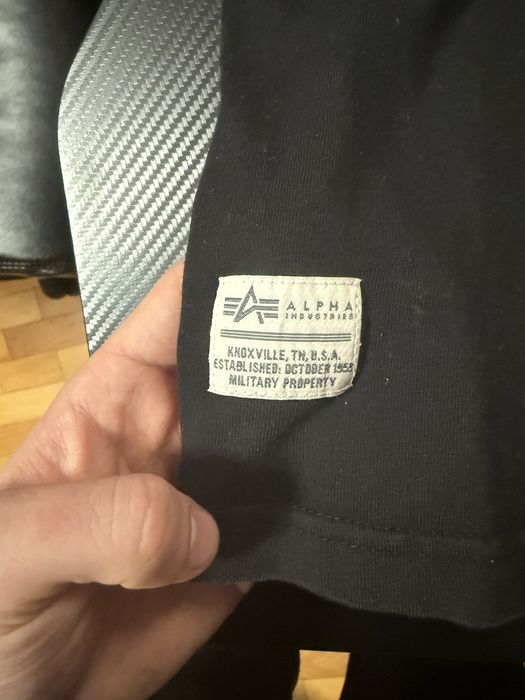 ALPHA
INDUSTRIES
KNOXVILLE, TN, U.S.A.
ESTABLISHED: OCTOBER 1959
MILITARY PROPERTY